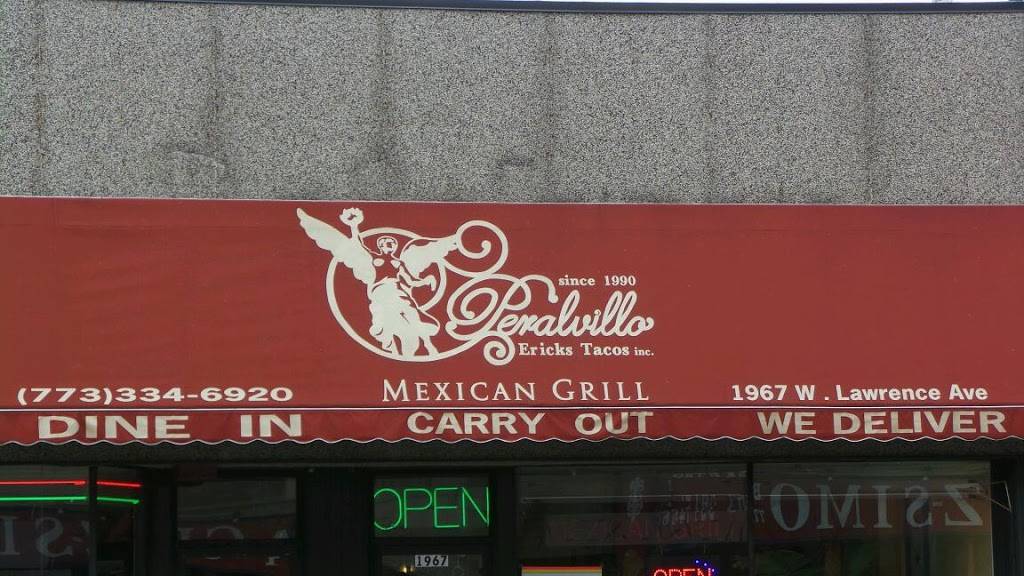 since 1990
Peralvillo
Ericks Tacos inc.
(773)334-6920
MEXICAN GRILL
1967 W . Lawrence Ave
DINE IN
CARRY OUT
WE DELIVER
OPEN
1967
OPEN